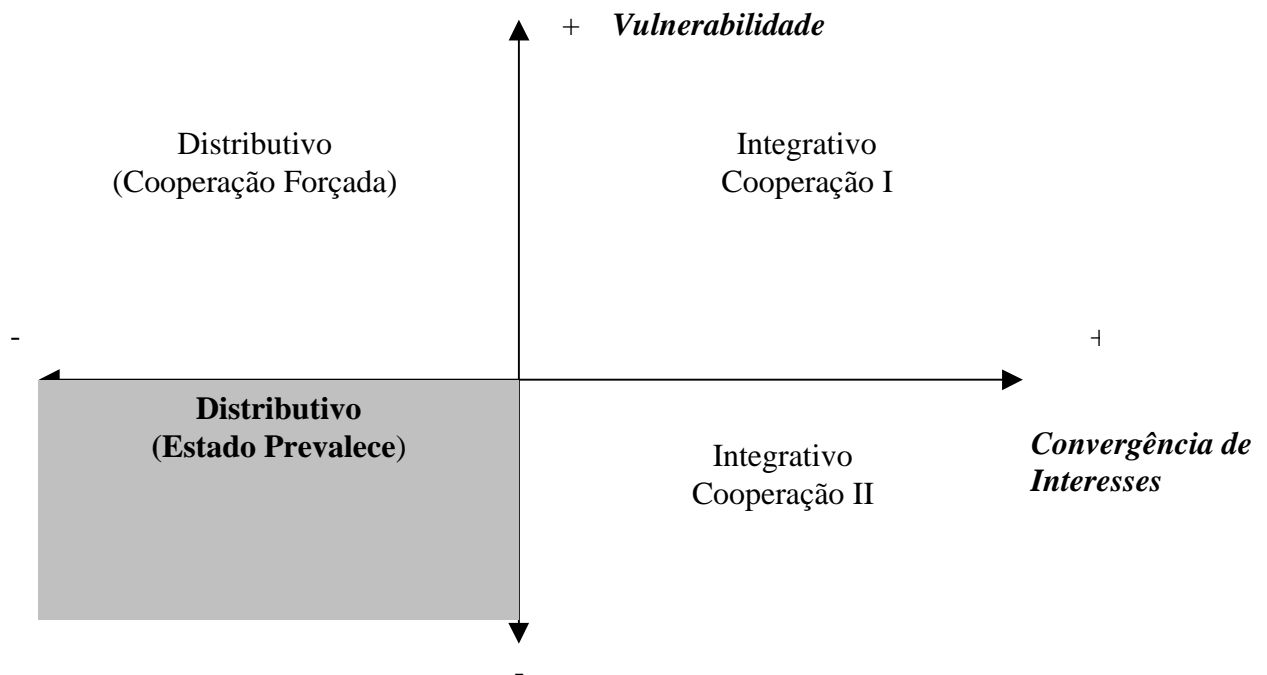 + Vulnerabilidade
Distributivo
(Cooperação Forçada)
Integrativo
Cooperação I
-
+
Distributivo
(Estado Prevalece)
Integrativo
Cooperação II
Convergência de
Interesses
-